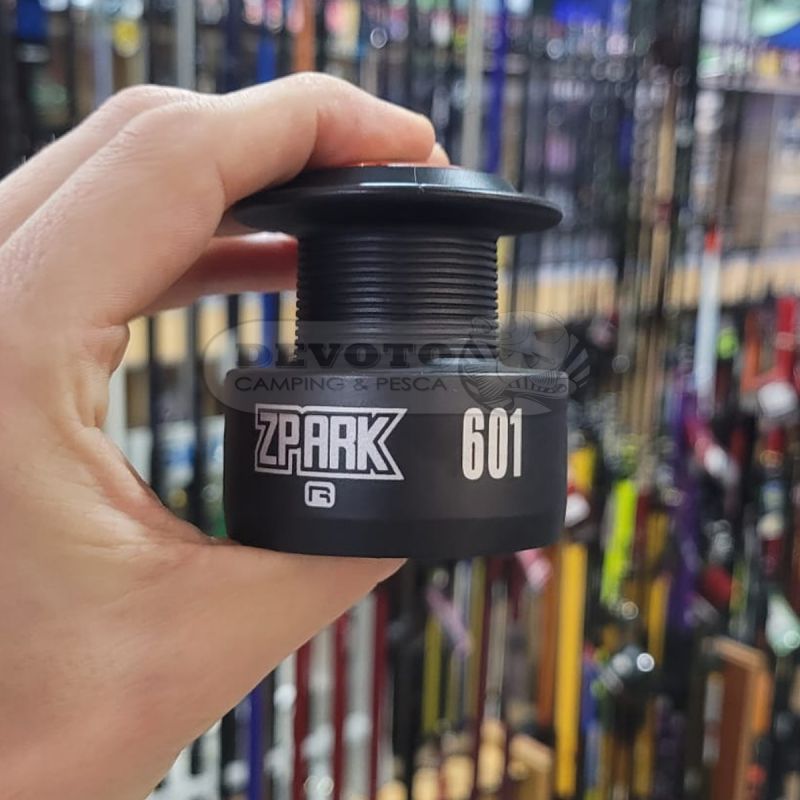 DEVOTO
CAMPING & PESCA
ZPARK 601
R